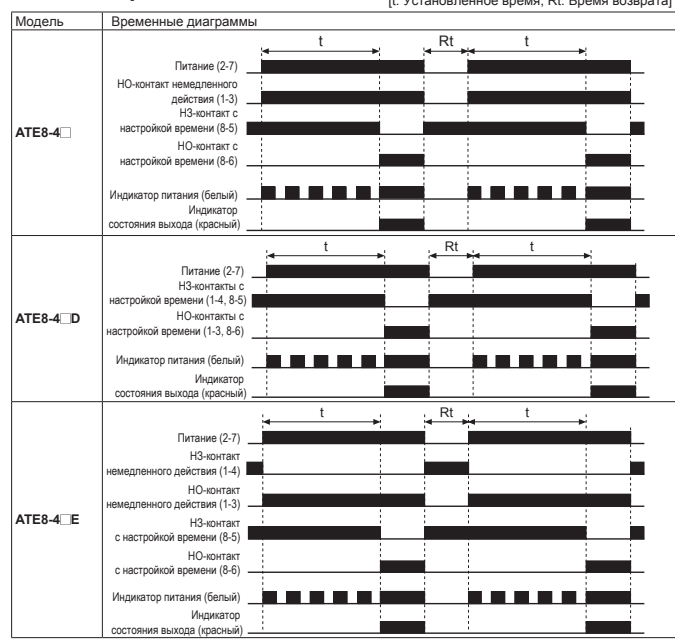 [t: Установленное время, Rt: Время возврата]
Модель Временные диаграммы
t Rt t
Питание (2-7)
НО-контакт немедленного
действия (1-3)
НЗ-контакт с
настройкой времени (8-5)
НО-контакт с
настройкой времени (8-6)
ATE8-4□
Индикатор питания (белый)
Индикатор
состояния выхода (красный)
t Rt t
Питание (2-7)
НЗ-контакты с
настройкой времени (1-4, 8-5)
ATE8-4□D
НО-контакты с
настройкой времени (1-3, 8-6)
Индикатор питания (белый)
Индикатор
состояния выхода (красный)
t Rt t
Питание (2-7)
НЗ-контакт
немедленного действия (1-4)
НО-контакт
немедленного действия (1-3)
ATE8-4□E
НЗ-контакт
с настройкой времени (8-5)
НО-контакт
с настройкой времени (8-6)
Индикатор питания (белый)
Индикатор
состояния выхода (красный)